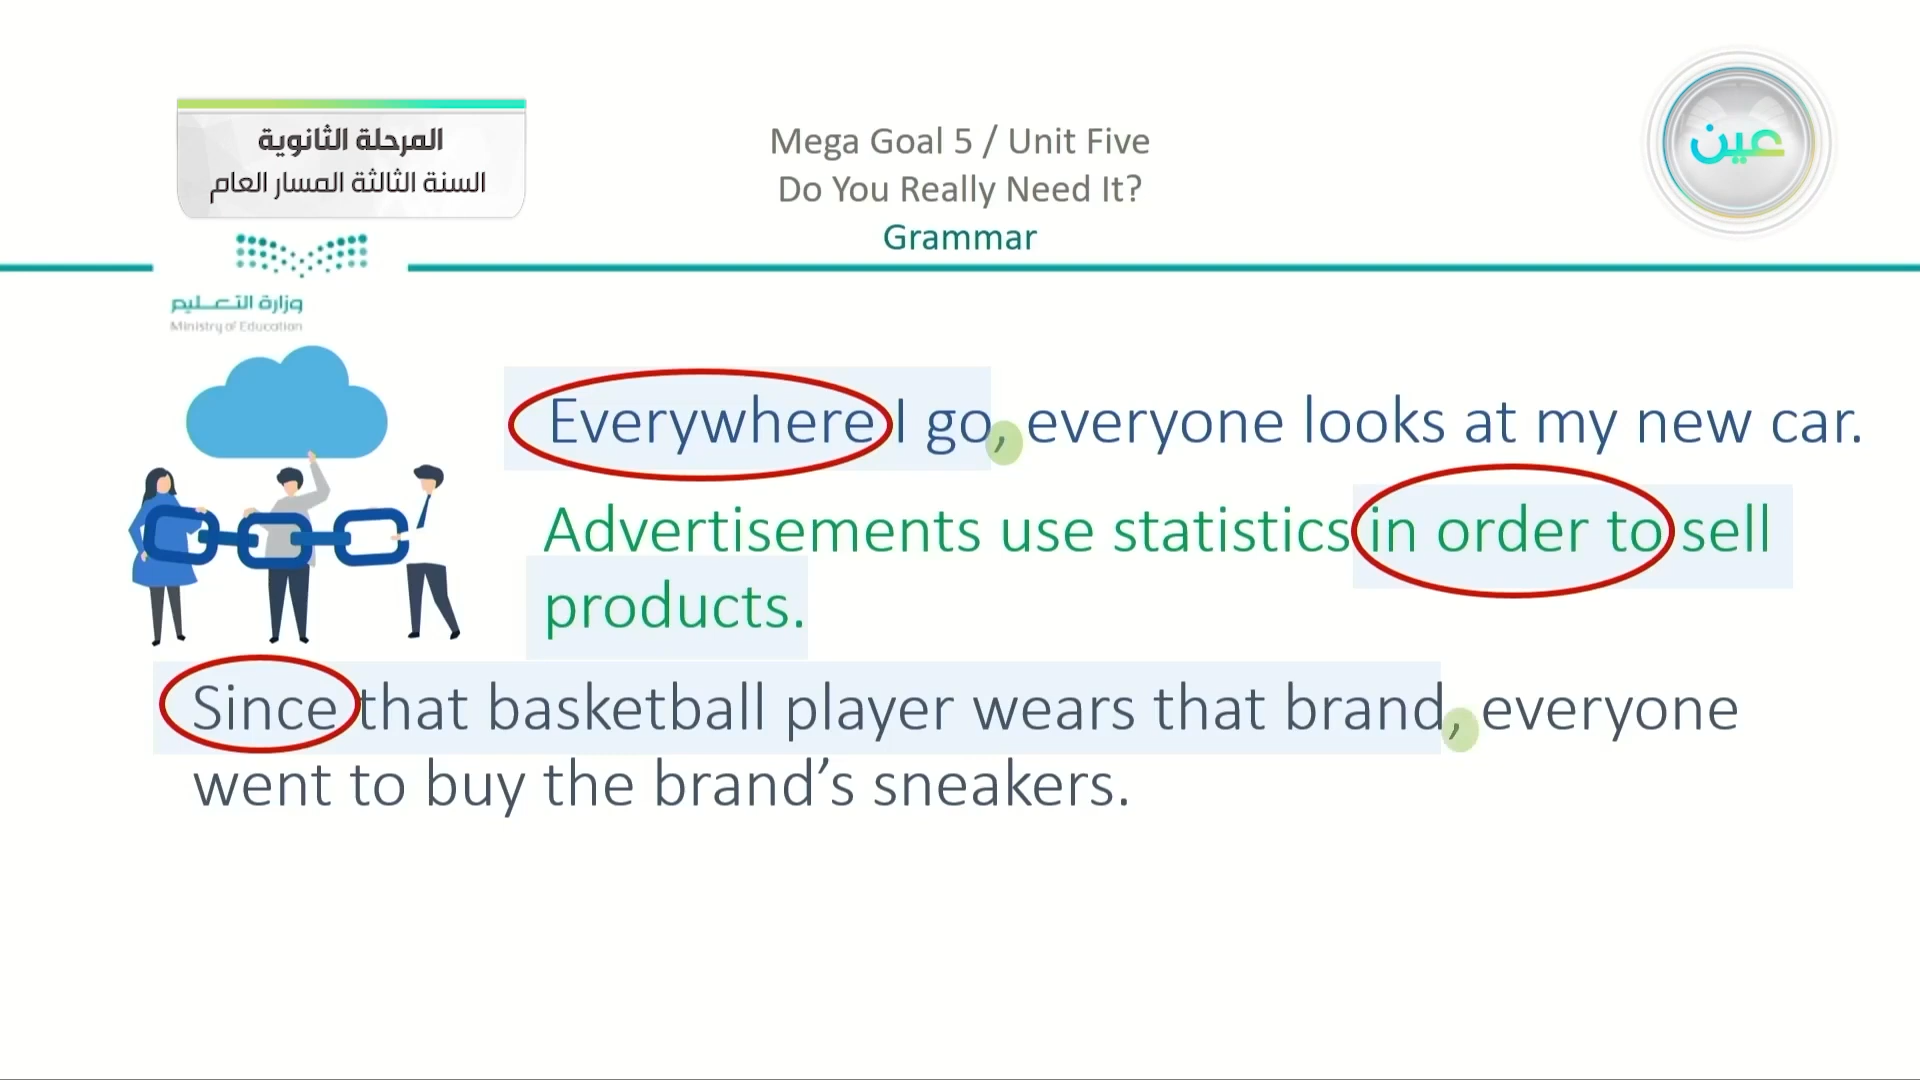 المرحلة الثانوية
السنة الثالثة المسار العام
Mega Goal 5 / Unit Five
Do You Really Need It?
Grammar
عين
وزارة التعليم
Ministry of Education
Everywhere I go, everyone looks at my new car.
Advertisements use statistics in order to sell
products.
Since that basketball player wears that brand, everyone
went to buy the brand’s sneakers.